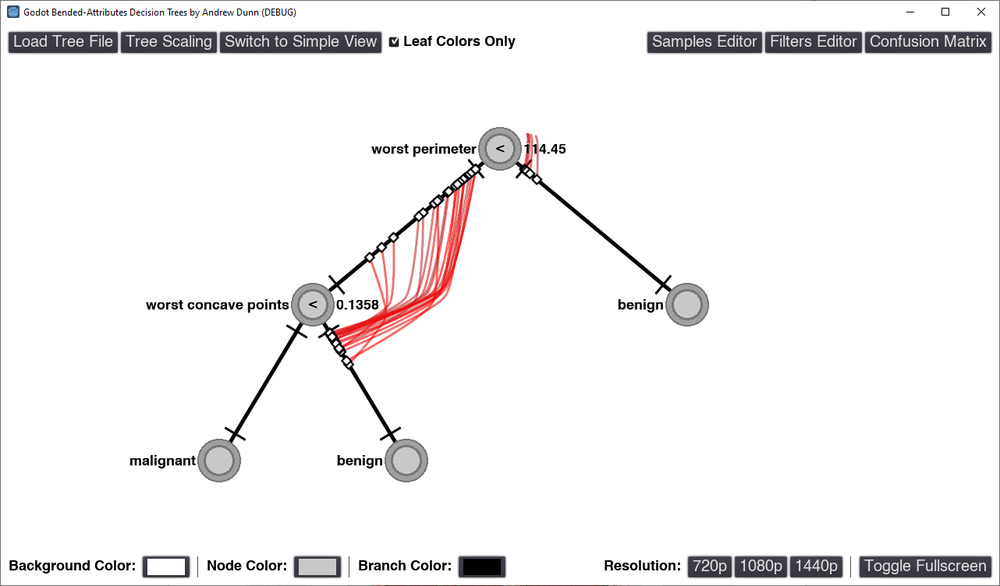 Godot Bended-Attributes Decision Trees by Andrew Dunn (DEBUG)
Load Tree File Tree Scaling Switch to Simple View Leaf Colors Only Samples Editor Filters Editor Confusion Matrix
worst perimeter < 114.45
worst concave points < 0.1358 benign
malignant benign
Background Color: Node Color: Branch Color: Resolution: 720p 1080p 1440p Toggle Fullscreen